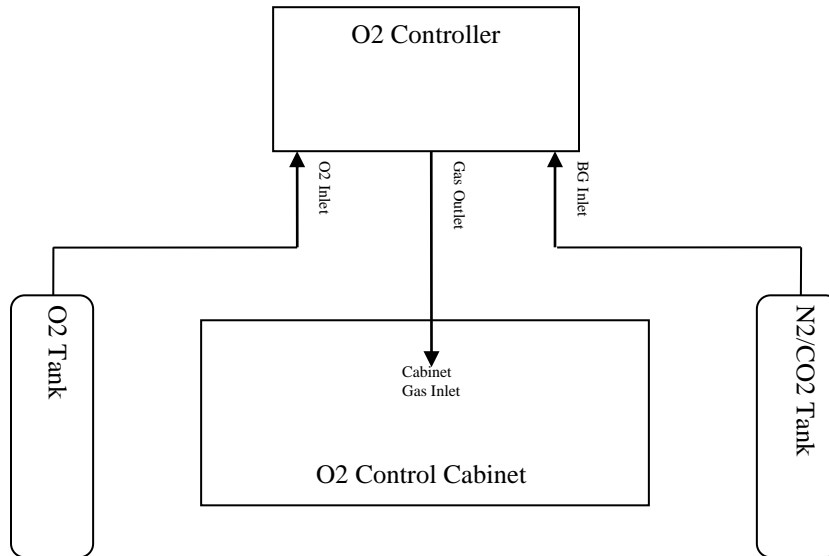 O2 Controller
O2 Inlet
Gas Outlet
BG Inlet
O2 Tank
Cabinet
Gas Inlet
O2 Control Cabinet
N2/CO2 Tank